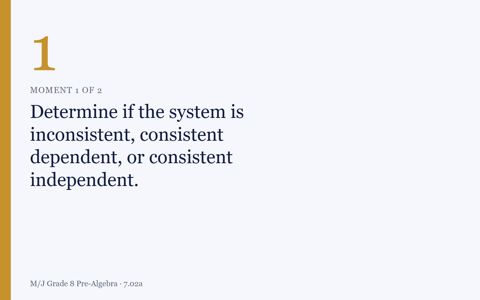 1
MOMENT 1 OF 2
Determine if the system is
inconsistent, consistent
dependent, or consistent
independent.
M/J Grade 8 Pre-Algebra · 7.02a